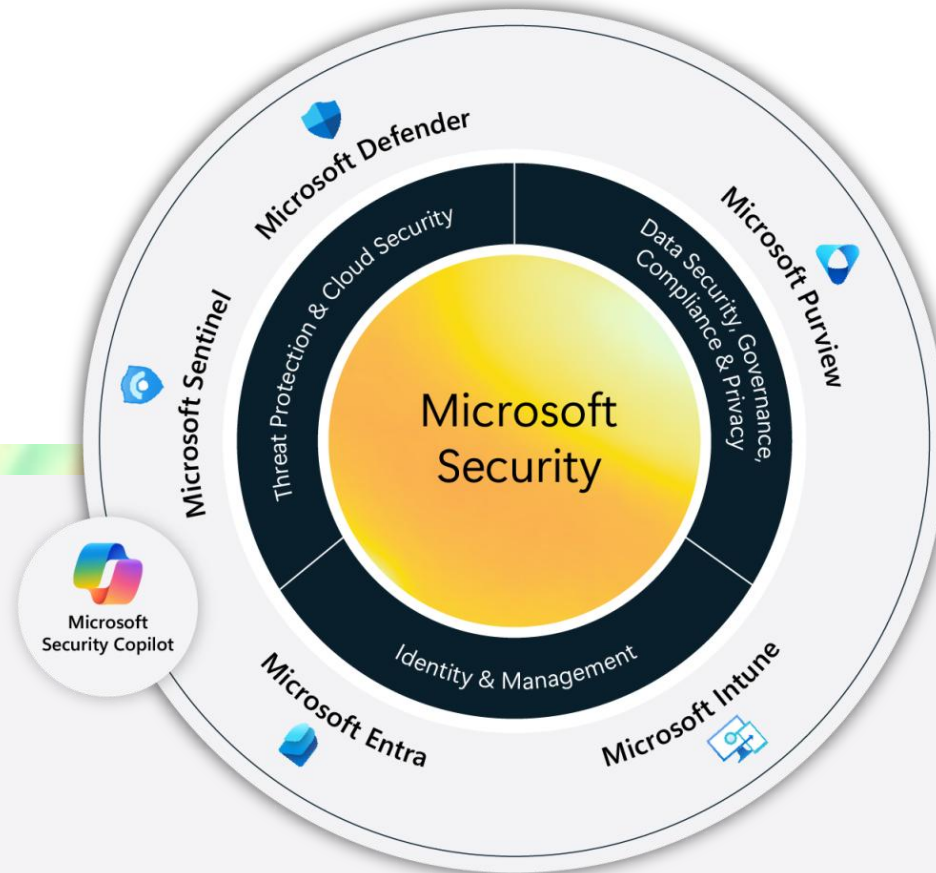 Microsoft Defender
Microsoft Purview
Threat Protection & Cloud Security
Data Security, Governance,
Compliance & Privacy
Microsoft Sentinel
Microsoft
Security
Microsoft
Security Copilot
Identity & Management
Microsoft Entra
Microsoft Intune